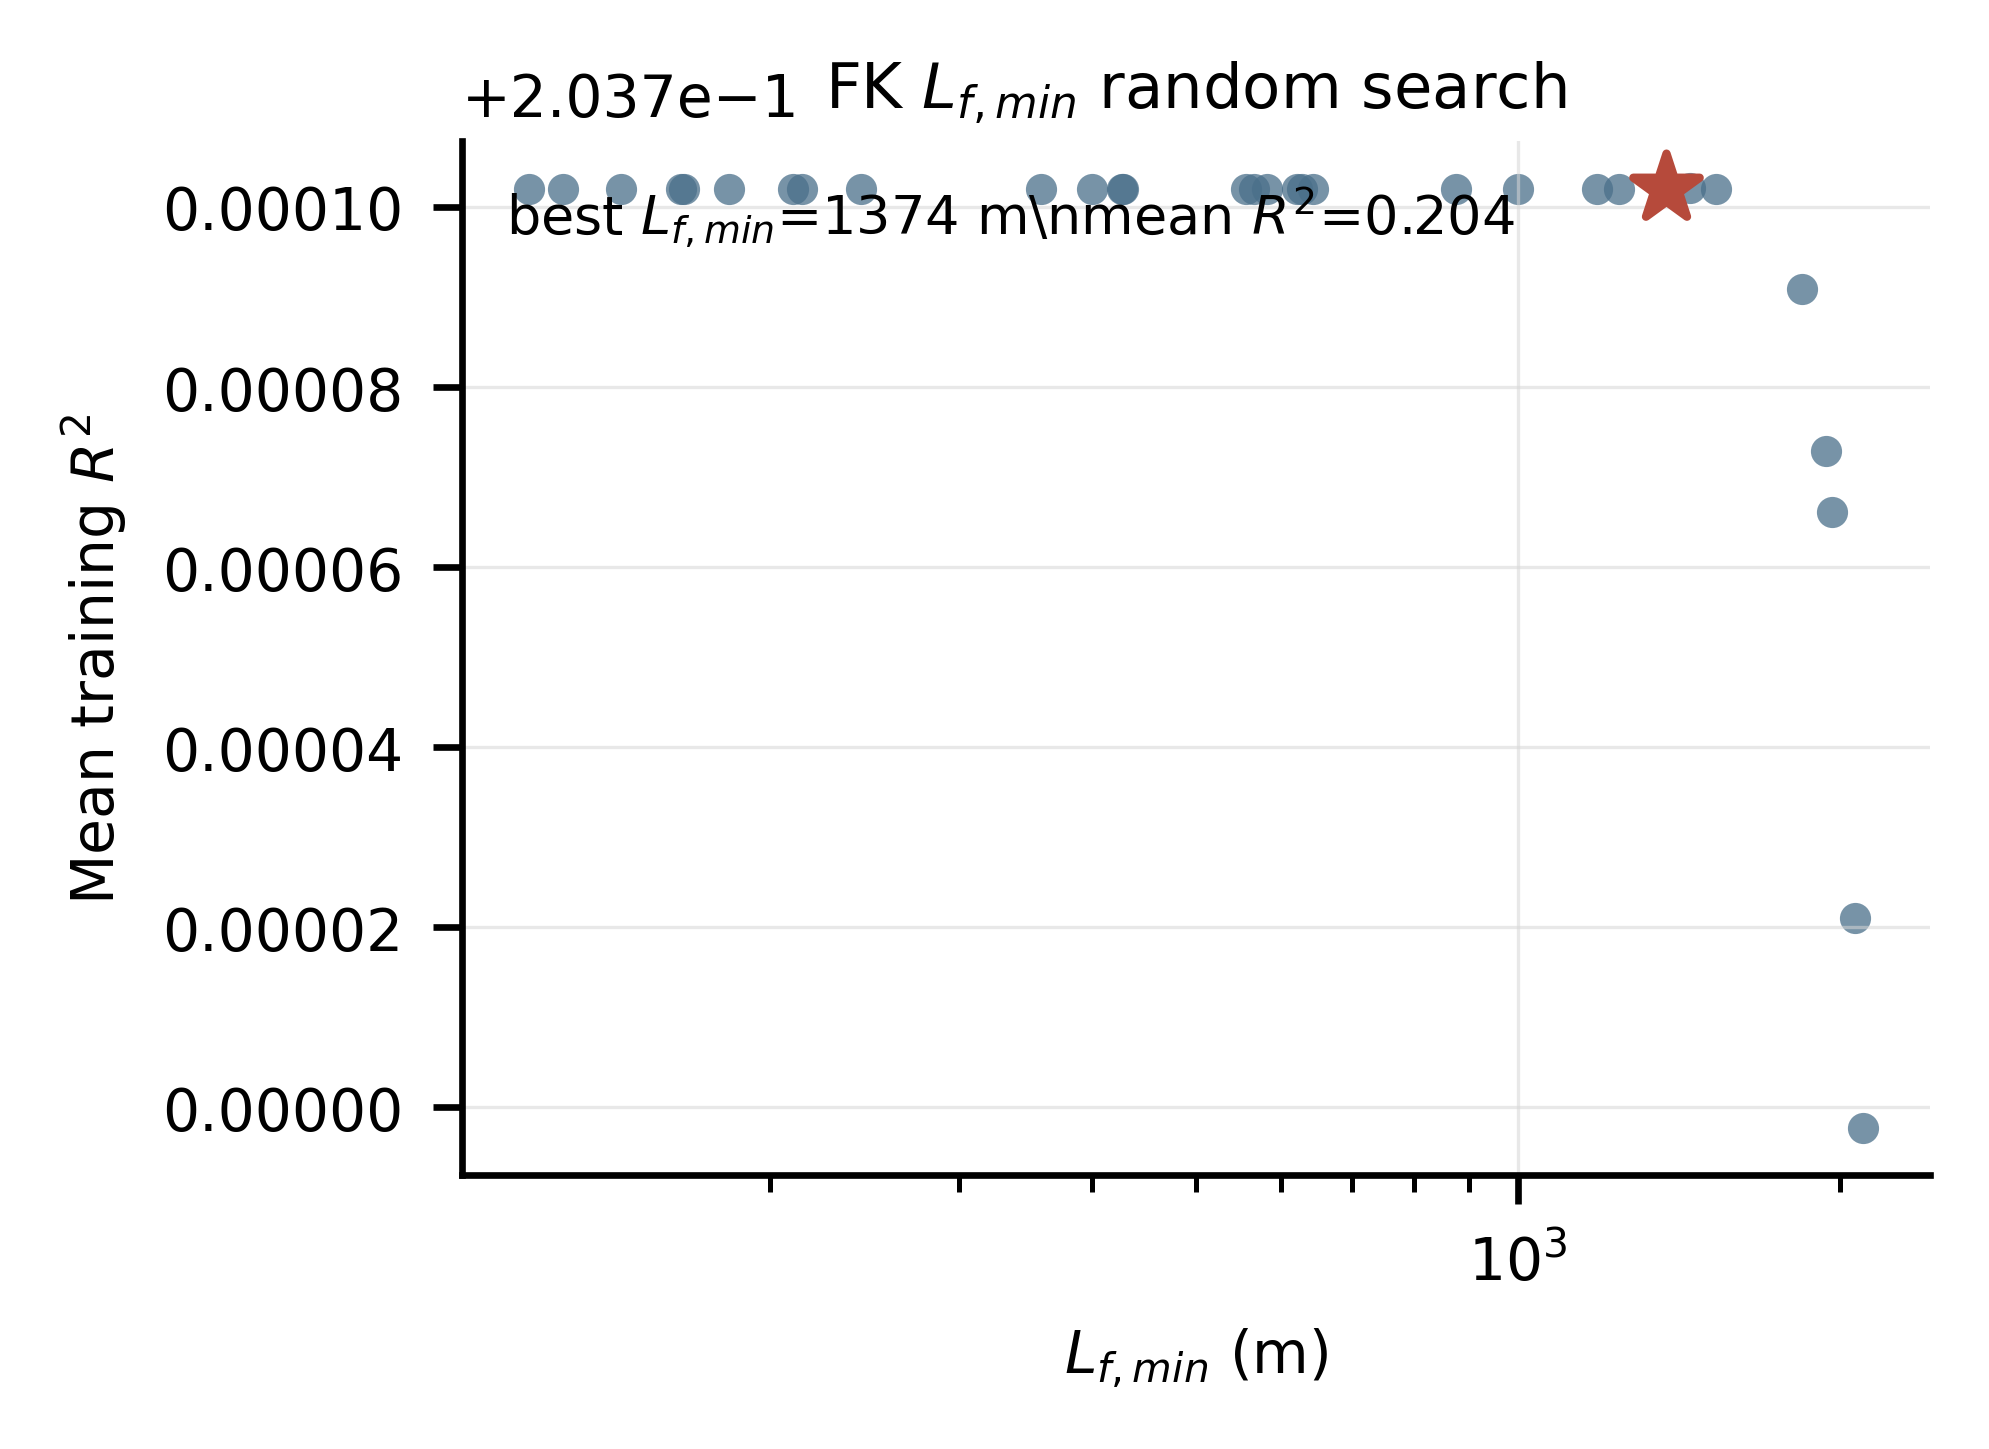 +2.037e−1 FK L_{f,min} random search
best L_{f,min}=1374 m\nmean R²=0.204
0.00010
0.00008
0.00006
0.00004
0.00002
0.00000
Mean training R²
10³
L_{f,min} (m)